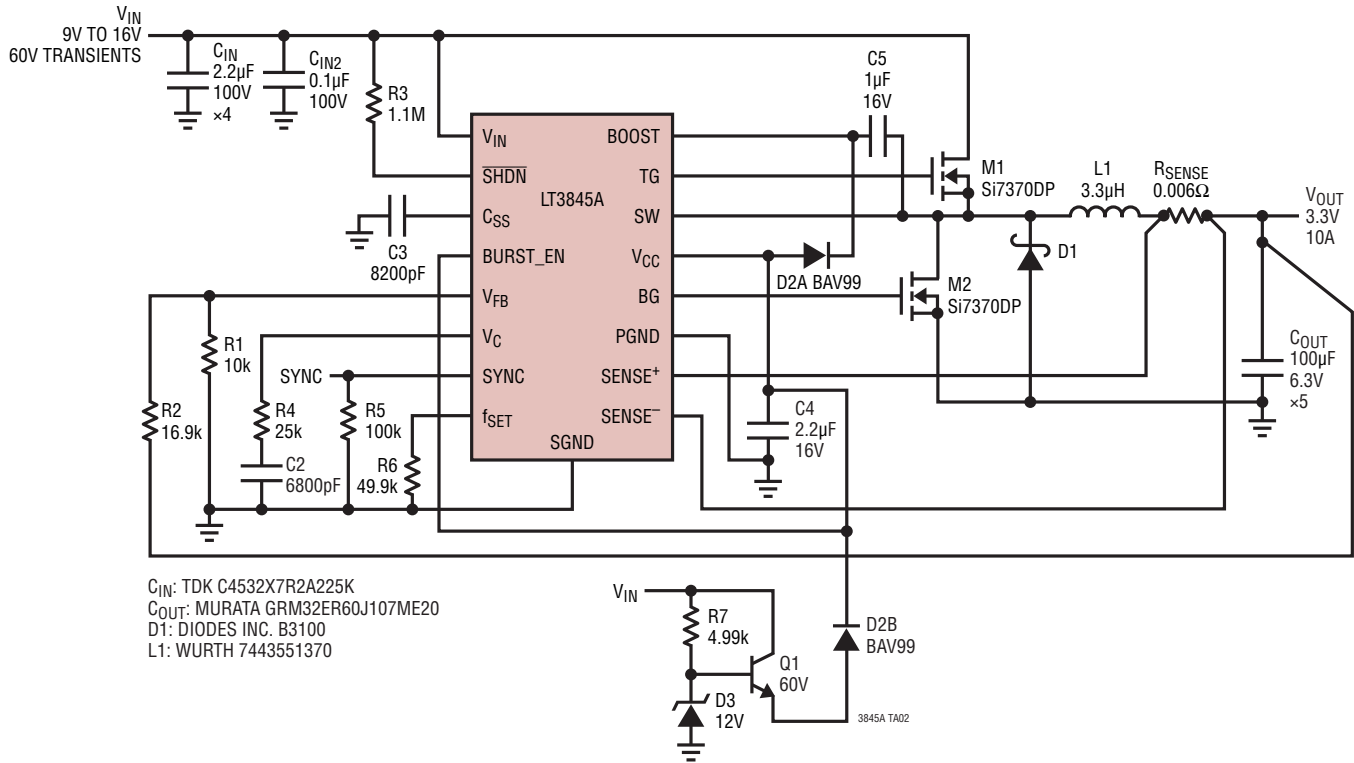 VIN
9V TO 16V
60V TRANSIENTS
CIN
2.2µF
100V
×4
CIN2
0.1µF
100V
R3
1.1M
C5
1µF
16V
VIN
SHDN
CSS
BURST_EN
VFB
VC
SYNC
fSET
LT3845A
SGND
BOOST
TG
SW
VCC
BG
PGND
SENSE+
SENSE–
C3
8200pF
M1
Si7370DP
L1
3.3µH
RSENSE
0.006Ω
VOUT
3.3V
10A
D2A BAV99
D1
M2
Si7370DP
R1
10k
SYNC
R2
16.9k
R4
25k
R5
100k
C2
6800pF
R6
49.9k
C4
2.2µF
16V
COUT
100µF
6.3V
×5
CIN: TDK C4532X7R2A225K
COUT: MURATA GRM32ER60J107ME20
D1: DIODES INC. B3100
L1: WURTH 7443551370
VIN
R7
4.99k
Q1
60V
D2B
BAV99
D3
12V
3845A TA02